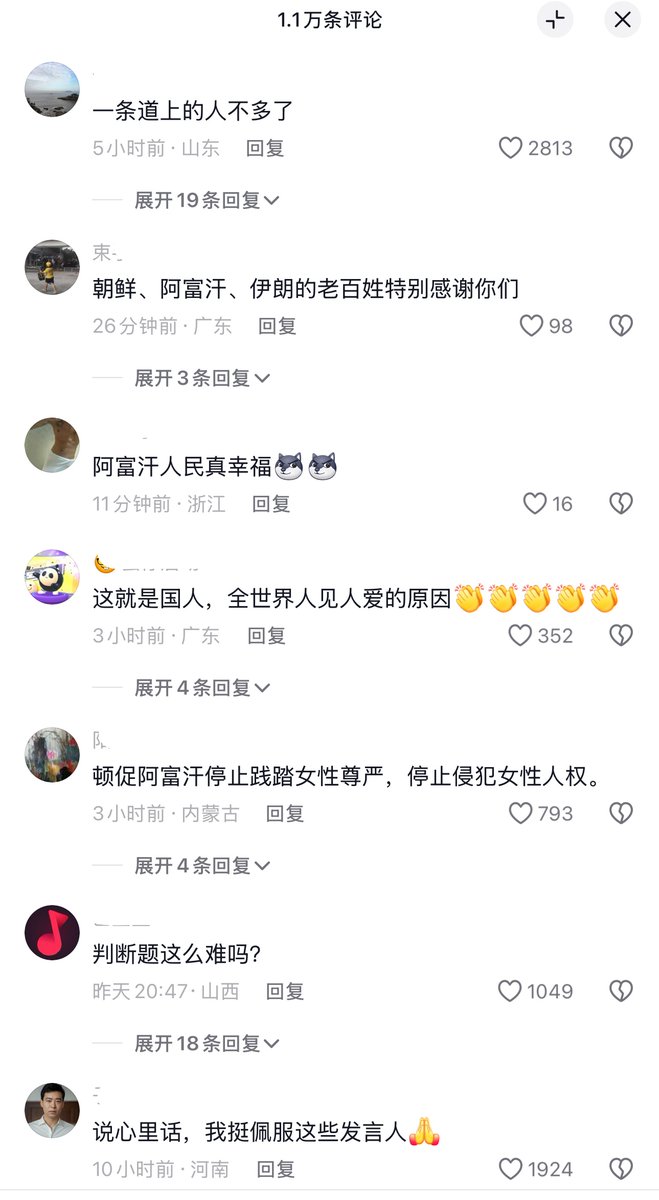 1.1万条评论
一条道上的人不多了
5小时前·山东 回复 2813
展开19条回复
束
朝鲜、阿富汗、伊朗的老百姓特别感谢你们
26分钟前·广东 回复 98
展开3条回复
阿富汗人民真幸福
11分钟前·浙江 回复 16
这就是国人，全世界人见人爱的原因👏👏👏👏👏
3小时前·广东 回复 352
展开4条回复
顿促阿富汗停止践踏女性尊严，停止侵犯女性人权。
3小时前·内蒙古 回复 793
展开4条回复
判断题这么难吗?
昨天20:47·山西 回复 1049
展开18条回复
说心里话，我挺佩服这些发言人🙏
10小时前·河南 回复 1924